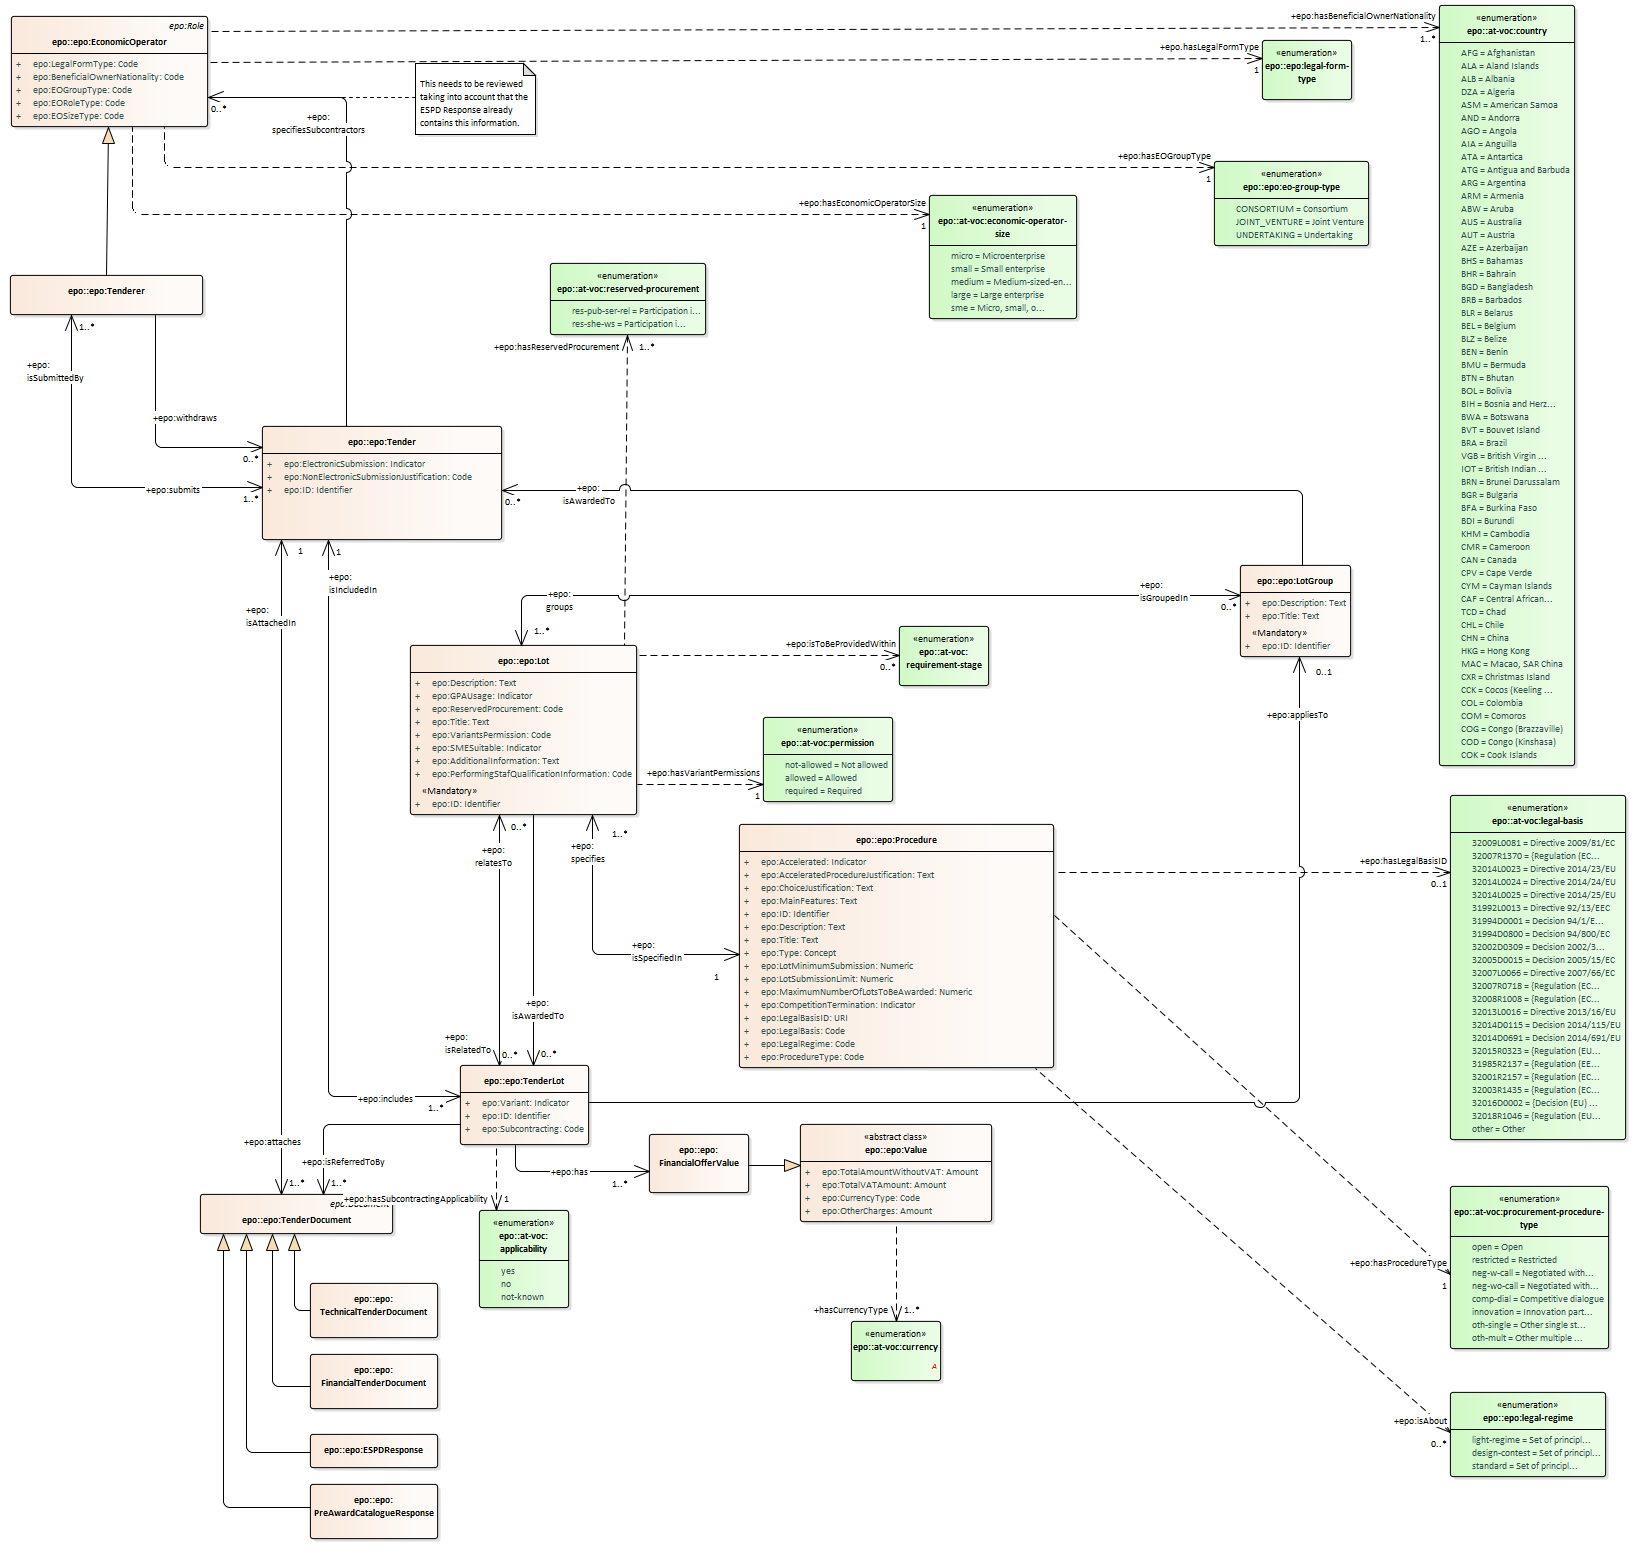 epo:Role
epo::epo:EconomicOperator
+ epo:LegalFormType: Code
+ epo:BeneficialOwnerNationality: Code
+ epo:EOGroupType: Code
+ epo:EORoleType: Code
+ epo:EOSizeType: Code
This needs to be reviewed
taking into account that the
ESPD Response already
contains this information.
0..*
+epo:
specifiesSubcontractors
+epo:hasBeneficialOwnerNationality
1..*
+epo.hasLegalFormType
1
«enumeration»
epo::epo:legal-form-
type
+epo:hasEOGroupType
1
«enumeration»
epo::epo:eo-group-type
CONSORTIUM = Consortium
JOINT_VENTURE = Joint Venture
UNDERTAKING = Undertaking
+epo:hasEconomicOperatorSize
1
«enumeration»
epo::at-voc:economic-operator-
size
micro = Microenterprise
small = Small enterprise
medium = Medium-sized-en...
large = Large enterprise
sme = Micro, small, o...
«enumeration»
epo::at-voc:country
AFG = Afghanistan
ALA = Aland Islands
ALB = Albania
DZA = Algeria
ASM = American Samoa
AND = Andorra
AGO = Angola
AIA = Anguilla
ATA = Antartica
ATG = Antigua and Barbuda
ARG = Argentina
ARM = Armenia
ABW = Aruba
AUS = Australia
AUT = Austria
AZE = Azerbaijan
BHS = Bahamas
BHR = Bahrain
BGD = Bangladesh
BRB = Barbados
BLR = Belarus
BEL = Belgium
BLZ = Belize
BEN = Benin
BMU = Bermuda
BTN = Bhutan
BOL = Bolivia
BIH = Bosnia and Herz...
BWA = Botswana
BVT = Bouvet Island
BRA = Brazil
VGB = British Virgin ...
IOT = British Indian ...
BRN = Brunei Darussalam
BGR = Bulgaria
BFA = Burkina Faso
BDI = Burundi
KHM = Cambodia
CMR = Cameroon
CAN = Canada
CPV = Cape Verde
CYM = Cayman Islands
CAF = Central African...
TCD = Chad
CHL = Chile
CHN = China
HKG = Hong Kong
MAC = Macao, SAR China
CXR = Christmas Island
CCK = Cocos (Keeling ...
COL = Colombia
COM = Comoros
COG = Congo (Brazzaville)
COD = Congo (Kinshasa)
COK = Cook Islands
epo::epo:Tenderer
1..*
+epo:
isSubmittedBy
+epo:withdraws
0..*
+epo:submits
1..*
«enumeration»
epo::at-voc:reserved-procurement
res-pub-ser-rel = Participation i...
res-she-ws = Participation i...
+epo:hasReservedProcurement
1..*
epo::epo:Tender
+ epo:ElectronicSubmission: Indicator
+ epo:NonElectronicSubmissionJustification: Code
+ epo:ID: Identifier
0..*
+epo:
isAwardedTo
1
1
+epo:
isIncludedIn
+epo:
isAttachedIn
+epo:
groups
1..*
+epo:
isGroupedIn
0..*
epo::epo:LotGroup
+ epo:Description: Text
+ epo:Title: Text
«Mandatory»
+ epo:ID: Identifier
0..1
+epo:appliesTo
epo::epo:Lot
+ epo:Description: Text
+ epo:GPAUsage: Indicator
+ epo:ReservedProcurement: Code
+ epo:Title: Text
+ epo:VariantsPermission: Code
+ epo:SMESuitable: Indicator
+ epo:AdditionalInformation: Text
+ epo:PerformingStafQualificationInformation: Code
«Mandatory»
+ epo:ID: Identifier
+epo:isToBeProvidedWithin
0..*
«enumeration»
epo::at-voc:
requirement-stage
+epo:hasVariantPermissions
1
«enumeration»
epo::at-voc:permission
not-allowed = Not allowed
allowed = Allowed
required = Required
0..*
+epo:
relatesTo
1..*
+epo:
specifies
+epo:
isSpecifiedIn
1
epo::epo:Procedure
+ epo:Accelerated: Indicator
+ epo:AcceleratedProcedureJustification: Text
+ epo:ChoiceJustification: Text
+ epo:MainFeatures: Text
+ epo:ID: Identifier
+ epo:Description: Text
+ epo:Title: Text
+ epo:Type: Concept
+ epo:LotMinimumSubmission: Numeric
+ epo:LotSubmissionLimit: Numeric
+ epo:MaximumNumberOfLotsToBeAwarded: Numeric
+ epo:CompetitionTermination: Indicator
+ epo:LegalBasisID: URI
+ epo:LegalBasis: Code
+ epo:LegalRegime: Code
+ epo:ProcedureType: Code
+epo:hasLegalBasisID
0..1
«enumeration»
epo::at-voc:legal-basis
32009L0081 = Directive 2009/81/EC
32007R1370 = {Regulation (EC...
32014L0023 = Directive 2014/23/EU
32014L0024 = Directive 2014/24/EU
32014L0025 = Directive 2014/25/EU
31992L0013 = Directive 92/13/EEC
31994D0001 = Decision 94/1/E...
31994D0800 = Decision 94/800/EC
32002D0309 = Decision 2002/3...
32005D0015 = Decision 2005/15/EC
32007L0066 = Directive 2007/66/EC
32007R0718 = {Regulation (EC...
32008R1008 = {Regulation (EC...
32013L0016 = Directive 2013/16/EU
32014D0115 = Decision 2014/115/EU
32014D0691 = Decision 2014/691/EU
32015R0323 = {Regulation (EU...
31985R2137 = {Regulation (EE...
32001R2157 = {Regulation (EC...
32003R1435 = {Regulation (EC...
32016D0002 = {Decision (EU) ...
32018R1046 = {Regulation (EU...
other = Other
+epo:
isAwardedTo
+epo:
isRelatedTo
0..*
0..*
epo::epo:TenderLot
+ epo:Variant: Indicator
+ epo:ID: Identifier
+ epo:Subcontracting: Code
+epo:includes
1..*
+epo:attaches
1..*
+epo:isReferredToBy
1..*
+epo:has
1..*
epo::epo:
FinancialOfferValue
«abstract class»
epo::epo:Value
+ epo:TotalAmountWithoutVAT: Amount
+ epo:TotalVATAmount: Amount
+ epo:CurrencyType: Code
+ epo:OtherCharges: Amount
+epo:hasSubcontractingApplicability
1
epo::epo:TenderDocument
«enumeration»
epo::at-voc:
applicability
yes
no
not-known
+hasCurrencyType
1..*
«enumeration»
epo::at-voc:currency
A
epo::epo:
TechnicalTenderDocument
epo::epo:
FinancialTenderDocument
epo::epo:ESPDResponse
epo::epo:
PreAwardCatalogueResponse
+epo:hasProcedureType
1
«enumeration»
epo::at-voc:procurement-procedure-
type
open = Open
restricted = Restricted
neg-w-call = Negotiated with...
neg-wo-call = Negotiated with...
comp-dial = Competitive dialogue
innovation = Innovation part...
oth-single = Other single st...
oth-mult = Other multiple ...
+epo:isAbout
0..*
«enumeration»
epo::epo:legal-regime
light-regime = Set of principl...
design-contest = Set of principl...
standard = Set of principl...